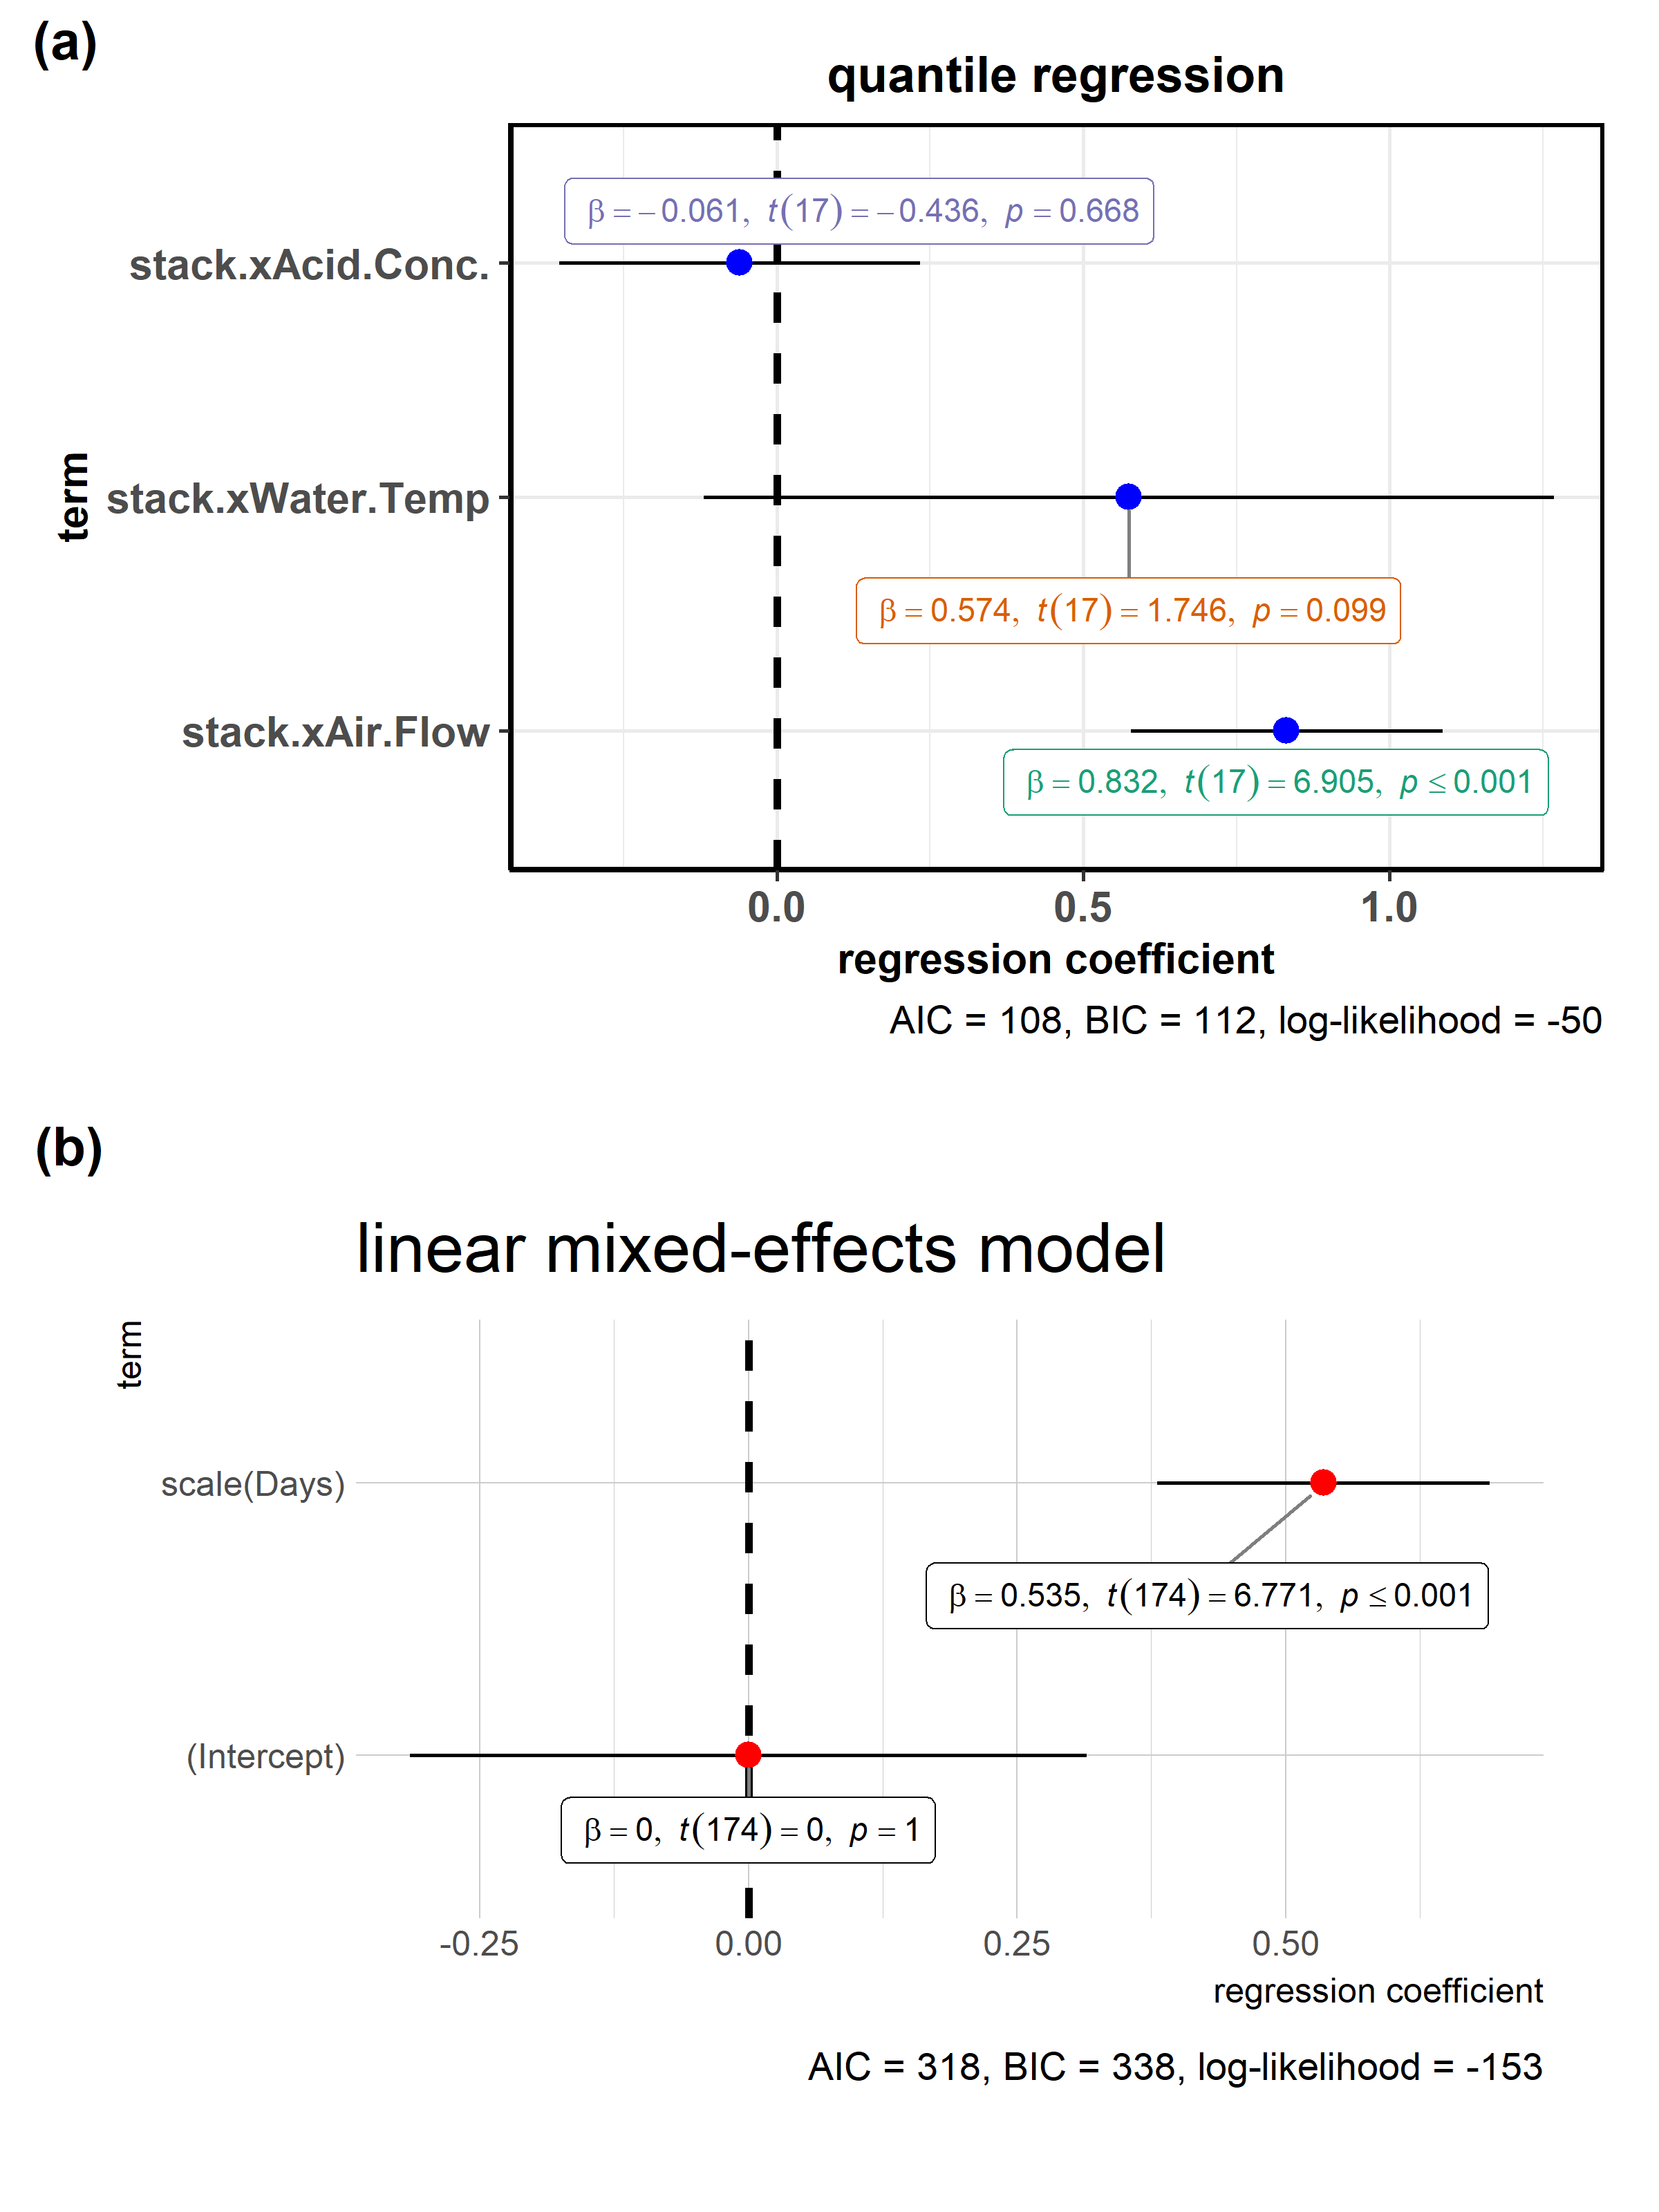 (a)
quantile regression
β = −0.061, t(17) = −0.436, p = 0.668
stack.xAcid.Conc.
term
stack.xWater.Temp
β = 0.574, t(17) = 1.746, p = 0.099
stack.xAir.Flow
β = 0.832, t(17) = 6.905, p ≤ 0.001
0.0 0.5 1.0
regression coefficient
AIC = 108, BIC = 112, log-likelihood = -50
(b)
linear mixed-effects model
term
scale(Days)
β = 0.535, t(174) = 6.771, p ≤ 0.001
(Intercept)
β = 0, t(174) = 0, p = 1
-0.25 0.00 0.25 0.50
regression coefficient
AIC = 318, BIC = 338, log-likelihood = -153